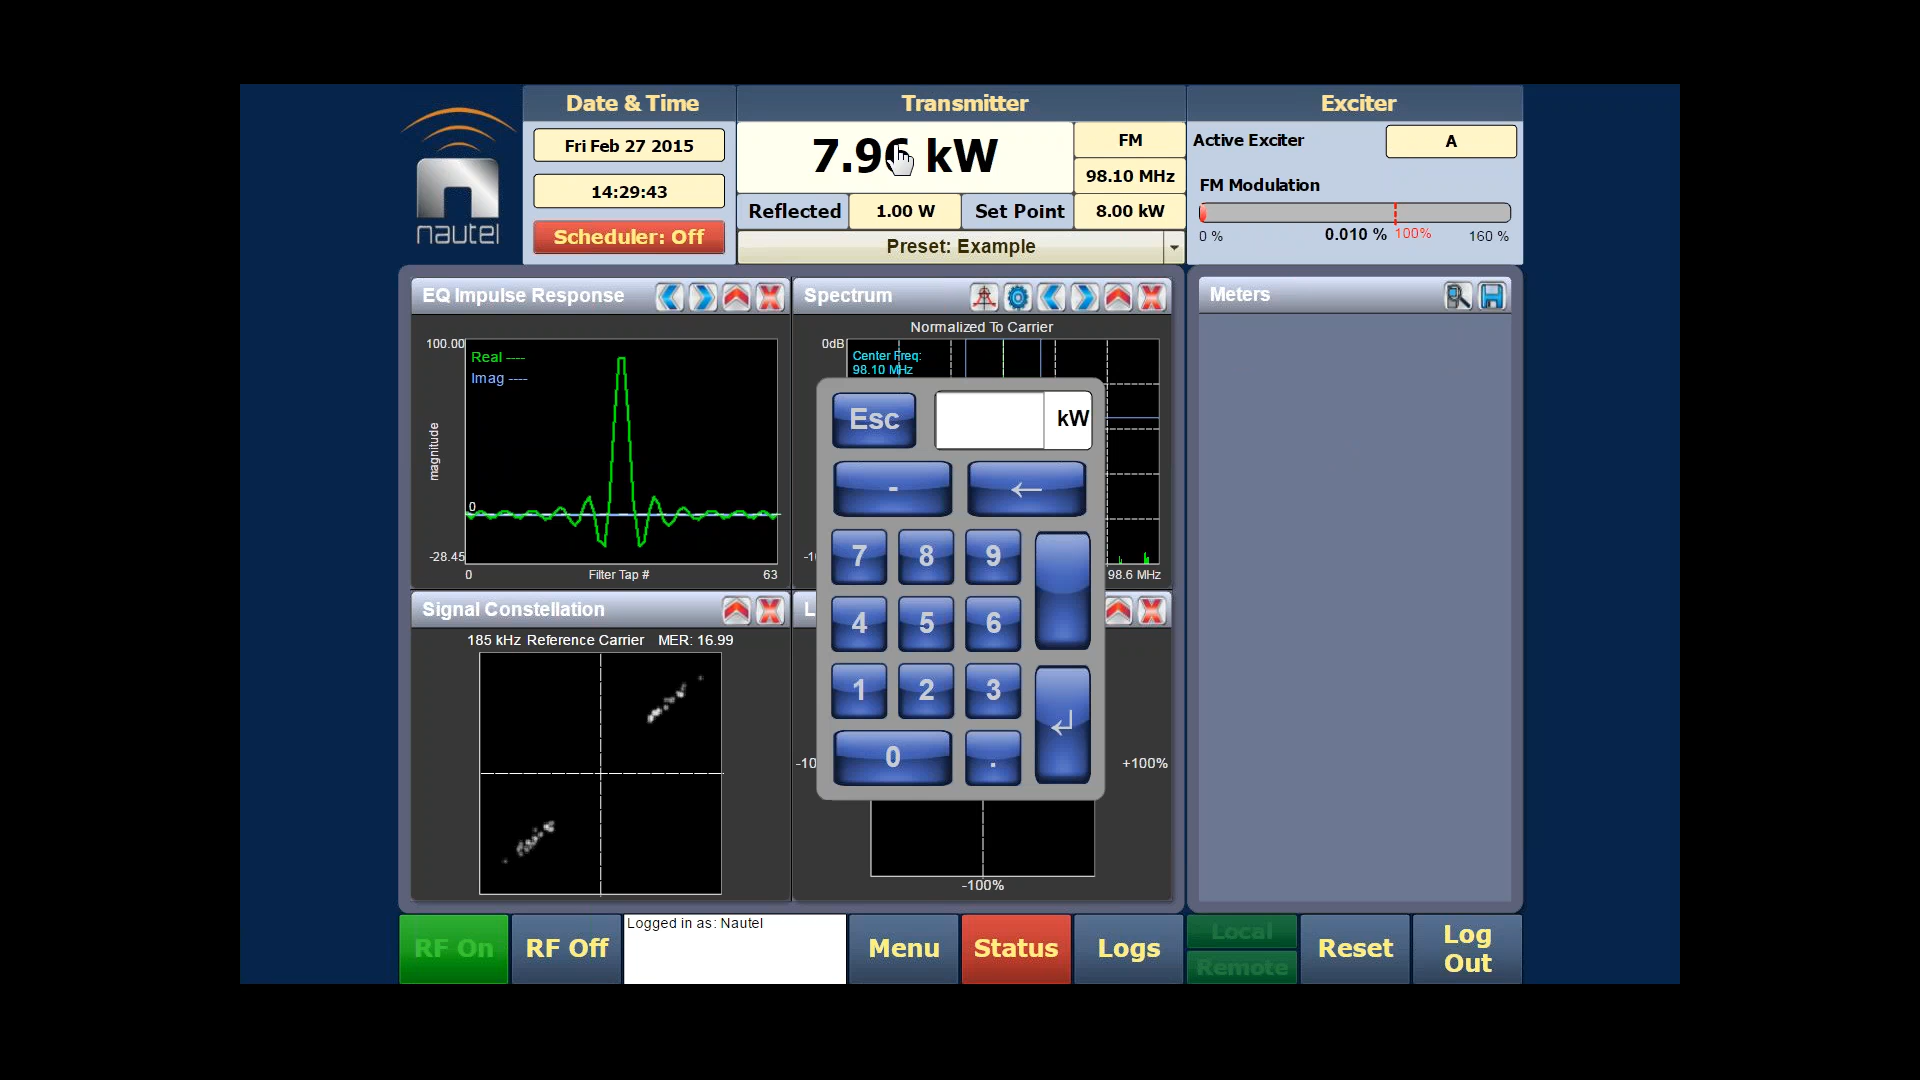 nautel
Date & Time
Fri Feb 27 2015
14:29:43
Scheduler: Off
Transmitter
7.96 kW
FM
98.10 MHz
Reflected 1.00 W Set Point 8.00 kW
Preset: Example
Exciter
Active Exciter A
FM Modulation
0 % 0.010 % 100% 160 %
EQ Impulse Response
100.00
Real ----
Imag ----
magnitude
0
-28.45
0 Filter Tap # 63
Spectrum
Normalized To Carrier
0dB
Center Freq:
98.10 MHz
98.6 MHz
Esc kW
- ←
7 8 9
4 5 6
1 2 3
0 . ↵
Signal Constellation
185 kHz Reference Carrier MER: 16.99
+100%
-100%
Meters
RF On
RF Off
Logged in as: Nautel
Menu
Status
Logs
Local
Remote
Reset
Log
Out